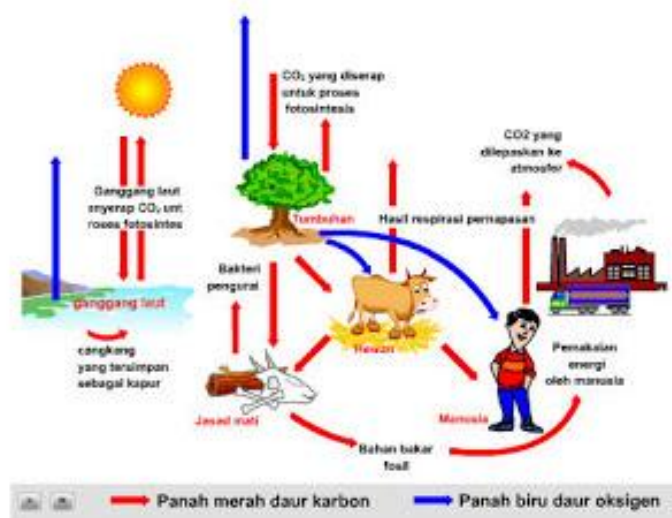 CO₂ yang diserap
untuk proses
fotosintesis
CO2 yang
dilepaskan ke
atmosfer
Ganggang laut
enyerap CO₂ unt
roses fotosintes
Tumbuhan
Hasil respirasi pernapasan
Bakteri
pengurai
ganggang laut
Hewan
cangkang
yang tersimpan
sebagai kapur
Pemakaian
energi
oleh manusia
Jasad mati
Manusia
Bahan bakar
fosil
Panah merah daur karbon
Panah biru daur oksigen